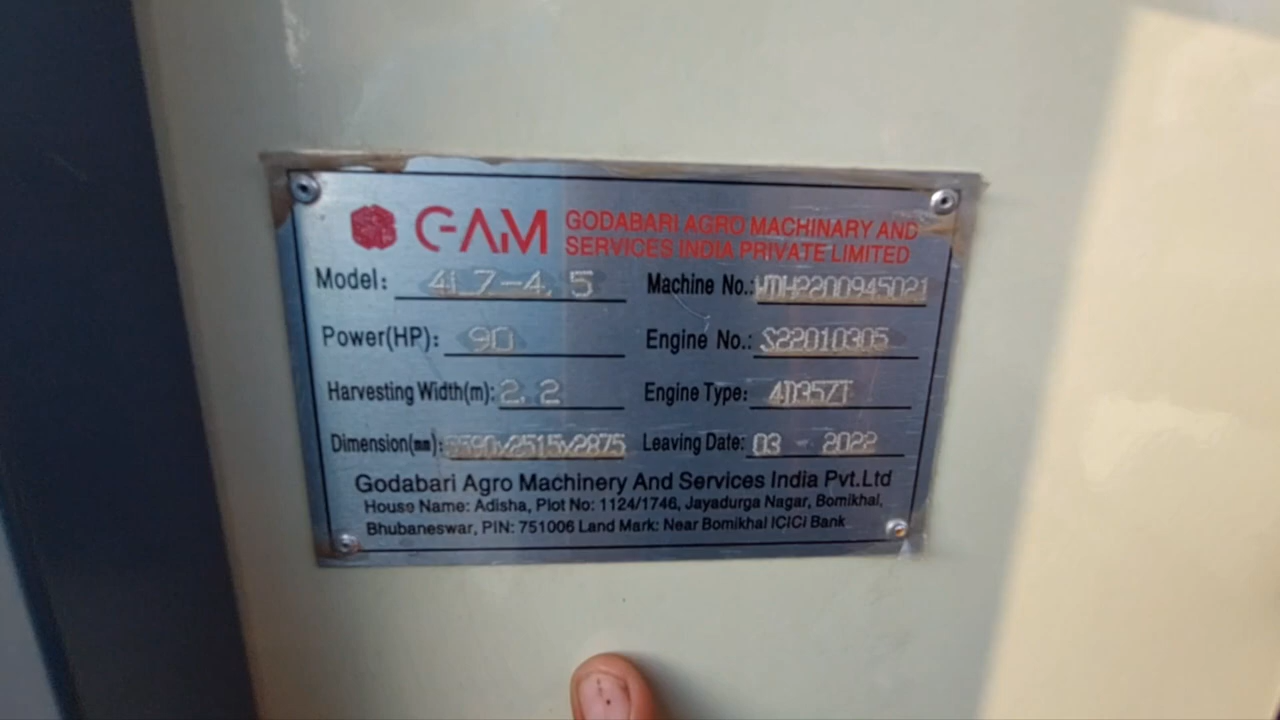 GAM GODABARI AGRO MACHINARY AND
SERVICES INDIA PRIVATE LIMITED
Model: 4L7-4.5 Machine No.:
Power(HP): 90 Engine No.: S22010305
Harvesting Width(m): 2.2 Engine Type: 4D35ZT
Dimension(mm): Leaving Date: 03 - 2022
Godabari Agro Machinery And Services India Pvt.Ltd
House Name: Adisha, Plot No: 1124/1746, Jayadurga Nagar, Bomikhal,
Bhubaneswar, PIN: 751006 Land Mark: Near Bomikhal ICICI Bank